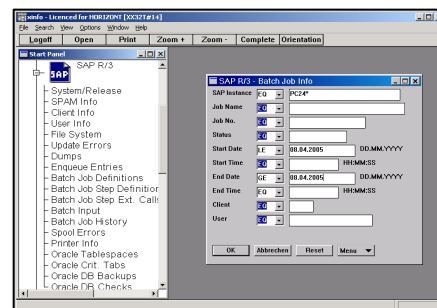 xinfo - Licenced for HORIZONT [XX32T#14]
File Search View Options Window Help
Logoff Open Print Zoom + Zoom - Complete Orientation
Start Panel
SAP R/3
SAP
System/Release
SPAM Info
Client Info
User Info
File System
Update Errors
Dumps
Enqueue Entries
Batch Job Definitions
Batch Job Step Definition
Batch Job Step Ext. Calls
Batch Input
Batch Job History
Spool Errors
Printer Info
Oracle Tablespaces
Oracle Crit. Tabs
Oracle DB Backups
Oracle DB Checks
SAP R/3 - Batch Job Info
SAP Instance EQ PC24*
Job Name EQ
Job No. EQ
Status EQ
Start Date LE 08.04.2005 DD.MM.YYYY
Start Time EQ HH:MM:SS
End Date GE 08.04.2005 DD.MM.YYYY
End Time EQ HH:MM:SS
Client EQ
User EQ
OK Abbrechen Reset Menu